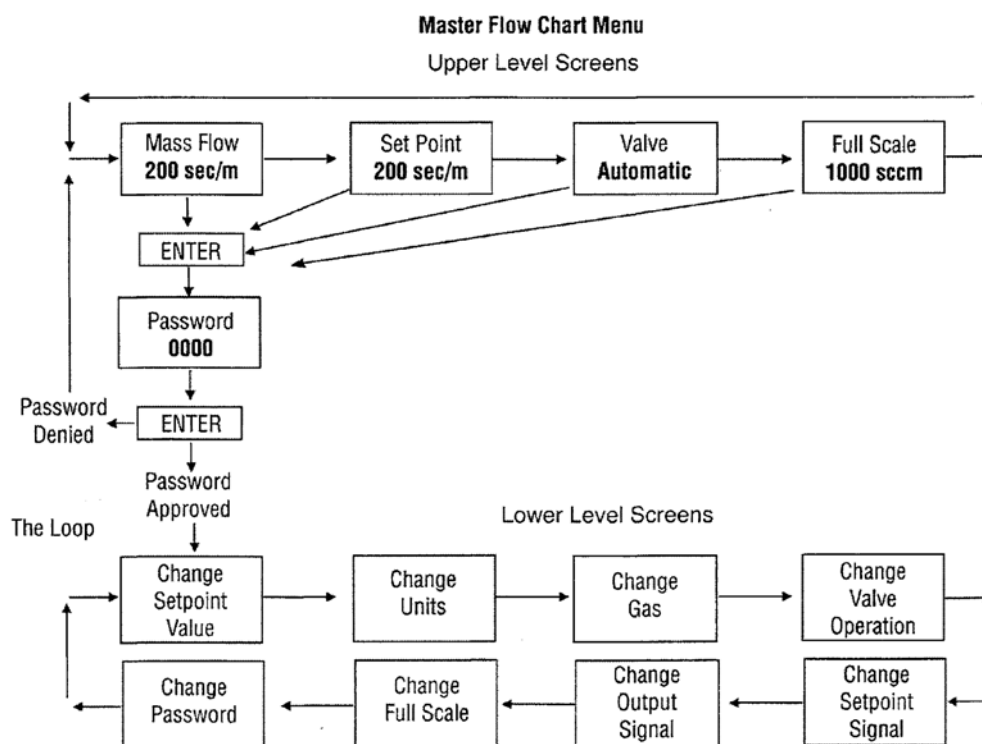 Master Flow Chart Menu
Upper Level Screens
Mass Flow
200 sec/m
Set Point
200 sec/m
Valve
Automatic
Full Scale
1000 sccm
ENTER
Password
0000
Password
Denied
ENTER
Password
Approved
The Loop
Lower Level Screens
Change
Setpoint
Value
Change
Units
Change
Gas
Change
Valve
Operation
Change
Password
Change
Full Scale
Change
Output
Signal
Change
Setpoint
Signal